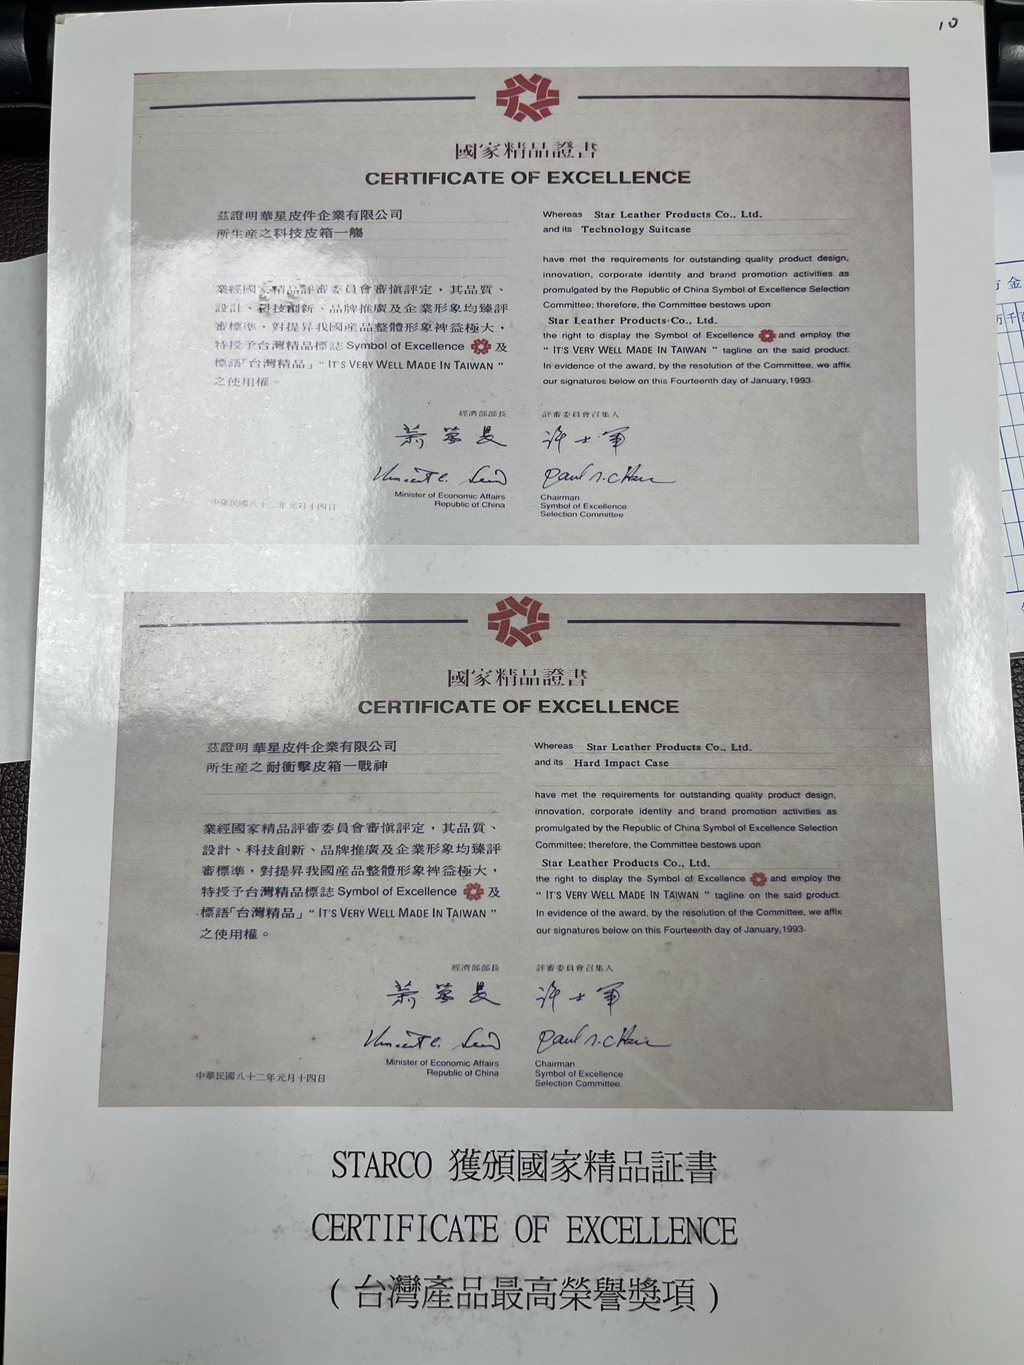 10
國家精品證書
CERTIFICATE OF EXCELLENCE
茲證明華星皮件企業有限公司
所生產之科技皮箱一觴
業經國家精品評審委員會審慎評定，其品質、
設計、科技創新、品牌推廣及企業形象均臻評
審標準，對提昇我國產品整體形象裨益極大，
特授予台灣精品標誌 Symbol of Excellence 及
標語「台灣精品」“ IT'S VERY WELL MADE IN TAIWAN ”
之使用權。
Whereas Star Leather Products Co., Ltd.
and its Technology Suitcase
have met the requirements for outstanding quality product design,
innovation, corporate identity and brand promotion activities as
promulgated by the Republic of China Symbol of Excellence Selection
Committee; therefore, the Committee bestows upon
Star Leather Products Co., Ltd.
the right to display the Symbol of Excellence and employ the
“ IT'S VERY WELL MADE IN TAIWAN ” tagline on the said product.
In evidence of the award, by the resolution of the Committee, we affix
our signatures below on this Fourteenth day of January, 1993.
經濟部部長
Minister of Economic Affairs
Republic of China
評審委員會召集人
許士軍
Chairman
Symbol of Excellence
Selection Committee
中華民國八十二年元月十四日
國家精品證書
CERTIFICATE OF EXCELLENCE
茲證明 華星皮件企業有限公司
所生產之 耐衝擊皮箱一戰神
業經國家精品評審委員會審慎評定，其品質、
設計、科技創新、品牌推廣及企業形象均臻評
審標準，對提昇我國產品整體形象裨益極大，
特授予台灣精品標誌 Symbol of Excellence 及
標語「台灣精品」“ IT'S VERY WELL MADE IN TAIWAN ”
之使用權。
Whereas Star Leather Products Co., Ltd.
and its Hard Impact Case
have met the requirements for outstanding quality product design,
innovation, corporate identity and brand promotion activities as
promulgated by the Republic of China Symbol of Excellence Selection
Committee; therefore, the Committee bestows upon
Star Leather Products Co., Ltd.
the right to display the Symbol of Excellence and employ the
“ IT'S VERY WELL MADE IN TAIWAN ” tagline on the said product.
In evidence of the award, by the resolution of the Committee, we affix
our signatures below on this Fourteenth day of January, 1993.
經濟部部長
Minister of Economic Affairs
Republic of China
評審委員會召集人
許士軍
Chairman
Symbol of Excellence
Selection Committee
中華民國八十二年元月十四日
STARCO 獲頒國家精品証書
CERTIFICATE OF EXCELLENCE
( 台灣產品最高榮譽獎項 )